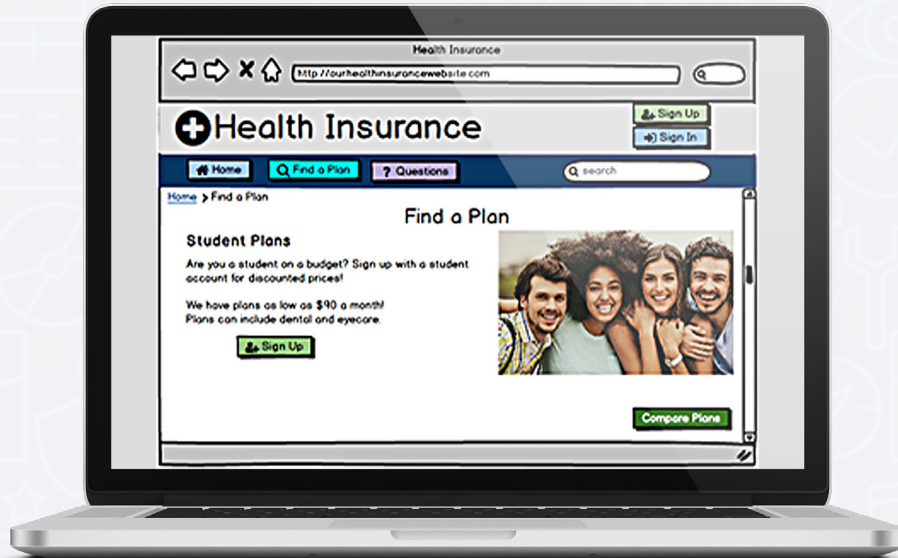 Health Insurance
http://ourhealthinsurancewebsite.com
Health Insurance
Sign Up
Sign In
Home
Find a Plan
? Questions
search
Home > Find a Plan
Find a Plan
Student Plans
Are you a student on a budget? Sign up with a student
account for discounted prices!
We have plans as low as $90 a month!
Plans can include dental and eyecare.
Sign Up
Compare Plans